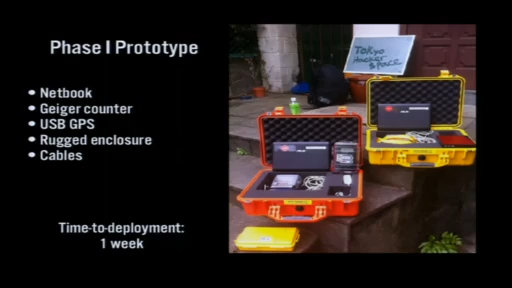 Phase I Prototype
• Netbook
• Geiger counter
• USB GPS
• Rugged enclosure
• Cables
Time-to-deployment:
1 week
Tokyo
Hacker
Space